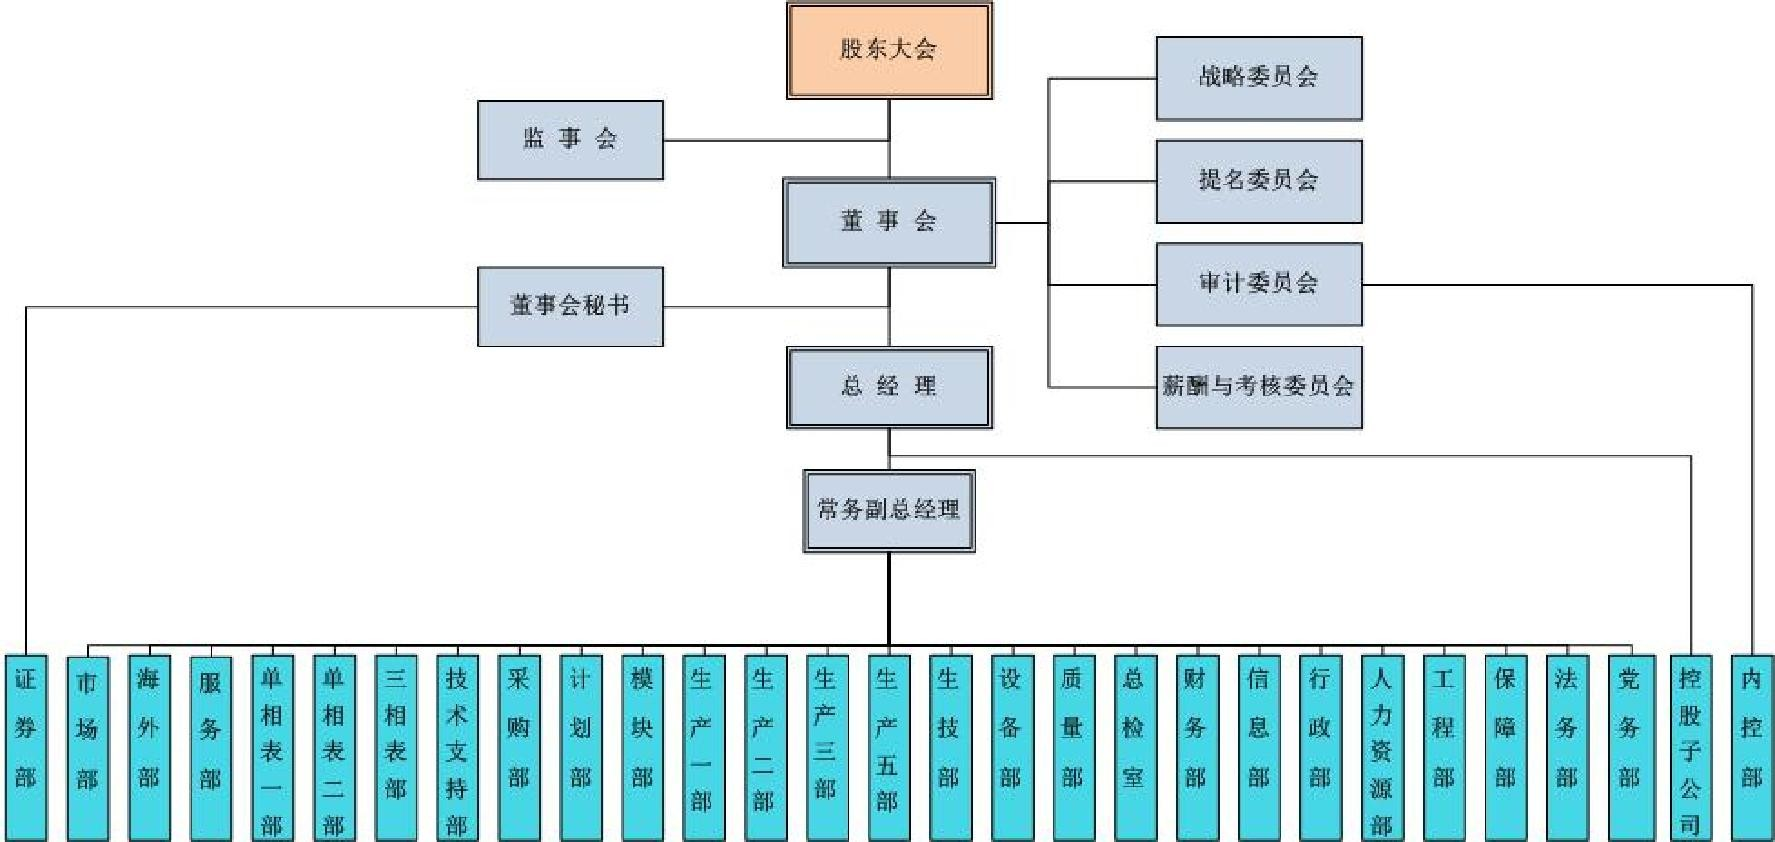 股东大会
战略委员会
监 事 会
提名委员会
董 事 会
审计委员会
董事会秘书
总 经 理
薪酬与考核委员会
常务副总经理
证券部
市场部
海外部
服务部
单相表一部
单相表二部
三相表部
技术支持部
采购部
计划部
模块部
生产一部
生产二部
生产三部
生产五部
生技部
设备部
质量部
总检室
财务部
信息部
行政部
人力资源部
工程部
保障部
法务部
党务部
控股子公司
内控部